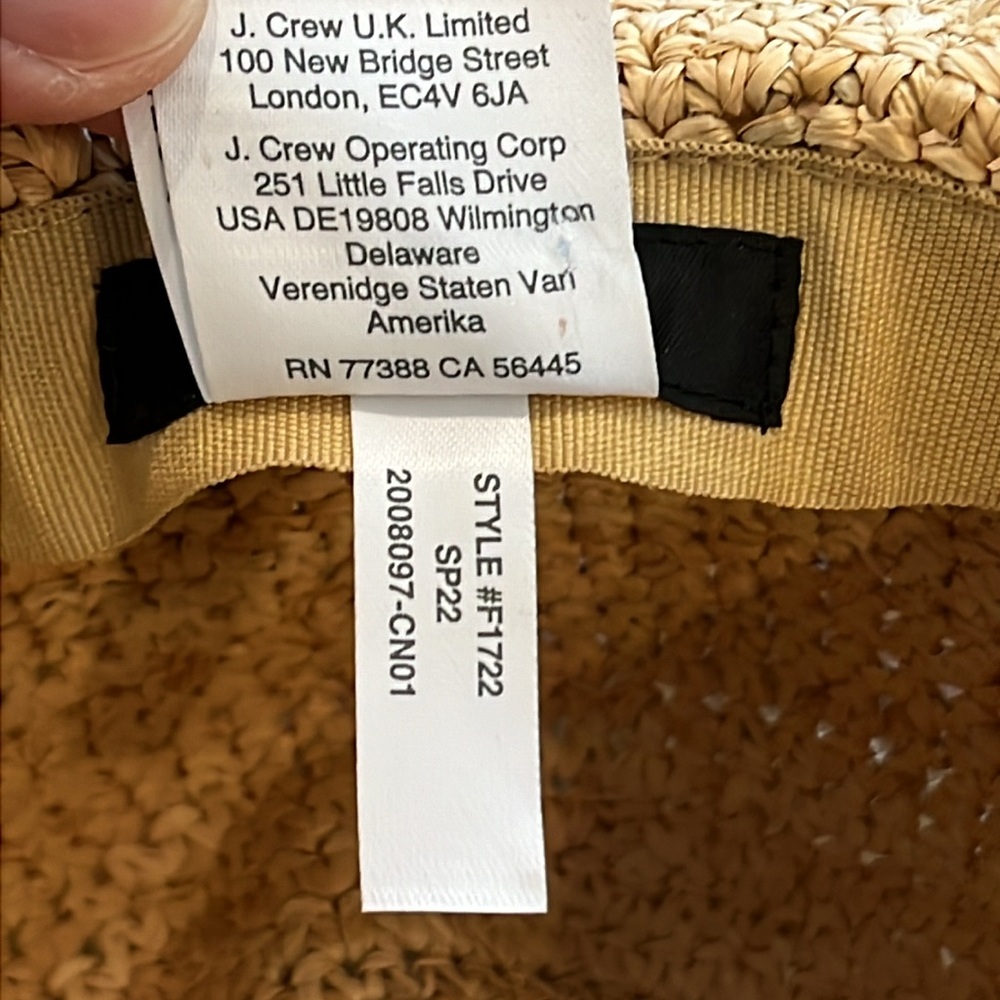 J. Crew U.K. Limited
100 New Bridge Street
London, EC4V 6JA
J. Crew Operating Corp
251 Little Falls Drive
USA DE19808 Wilmington
Delaware
Verenidge Staten Van
Amerika
RN 77388 CA 56445
STYLE #F1722
SP22
2008097-CN01